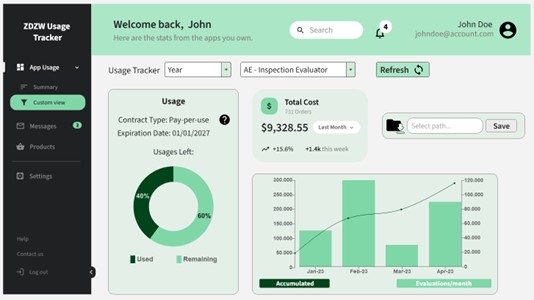 ZDZW Usage
Tracker
App Usage
Summary
Custom view
Messages
2
Products
Settings
Help
Contact us
Log out
Welcome back, John
Here are the stats from the apps you own.
Search
4
John Doe
johndoe@account.com
Usage Tracker
Year
AE - Inspection Evaluator
Refresh
Usage
Contract Type: Pay-per-use
?
Expiration Date: 01/01/2027
Usages Left:
40%
60%
Used
Remaining
$
Total Cost
731 Orders
$9,328.55
Last Month
+15.6%
+1.4k this week
Select path...
Save
300.000
250.000
200.000
150.000
100.000
50.000
0
120.000
100.000
80.000
60.000
40.000
20.000
0
Jan-23
Feb-23
Mar-23
Apr-23
Accumulated
Evaluations/month